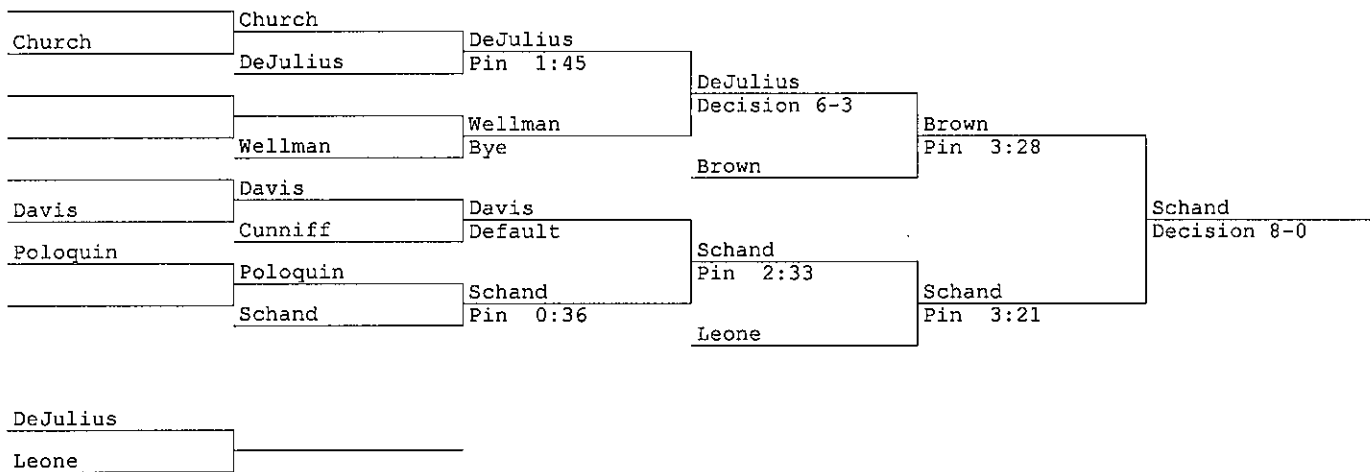 Church
Church
DeJulius
DeJulius
Pin 1:45
DeJulius
Decision 6-3
Wellman
Wellman
Bye
Brown
Brown
Pin 3:28
Davis
Davis
Davis
Cunniff
Default
Schand
Decision 8-0
Poloquin
Poloquin
Schand
Pin 2:33
Schand
Schand
Pin 0:36
Schand
Pin 3:21
Leone
DeJulius
Leone